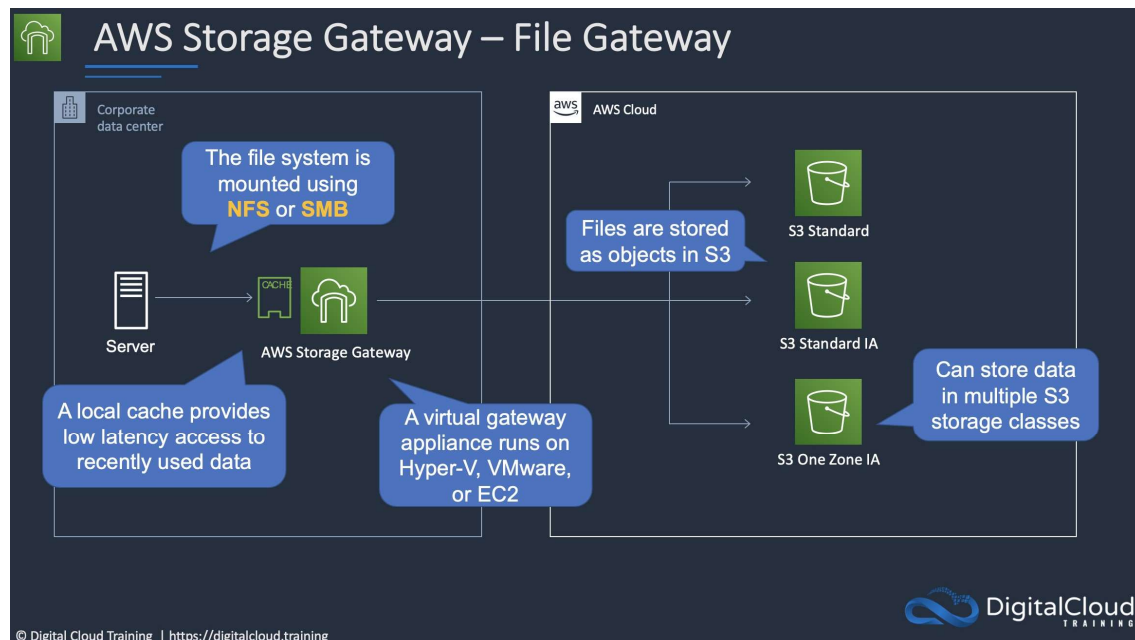 AWS Storage Gateway – File Gateway
Corporate
data center
aws
AWS Cloud
The file system is
mounted using
NFS or SMB
Files are stored
as objects in S3
S3 Standard
CACHE
Server
AWS Storage Gateway
S3 Standard IA
A local cache provides
low latency access to
recently used data
A virtual gateway
appliance runs on
Hyper-V, VMware,
or EC2
Can store data
in multiple S3
storage classes
S3 One Zone IA
DigitalCloud
TRAINING
© Digital Cloud Training | https://digitalcloud.training